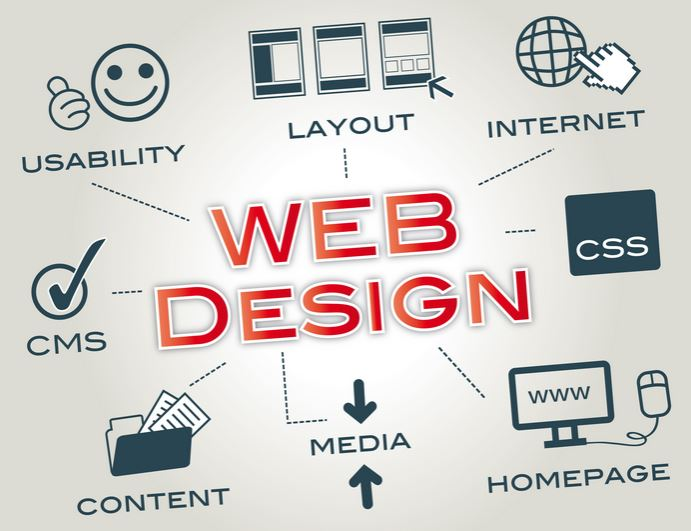 USABILITY
LAYOUT
INTERNET
WEB
DESIGN
CSS
CMS
WWW
CONTENT
MEDIA
HOMEPAGE